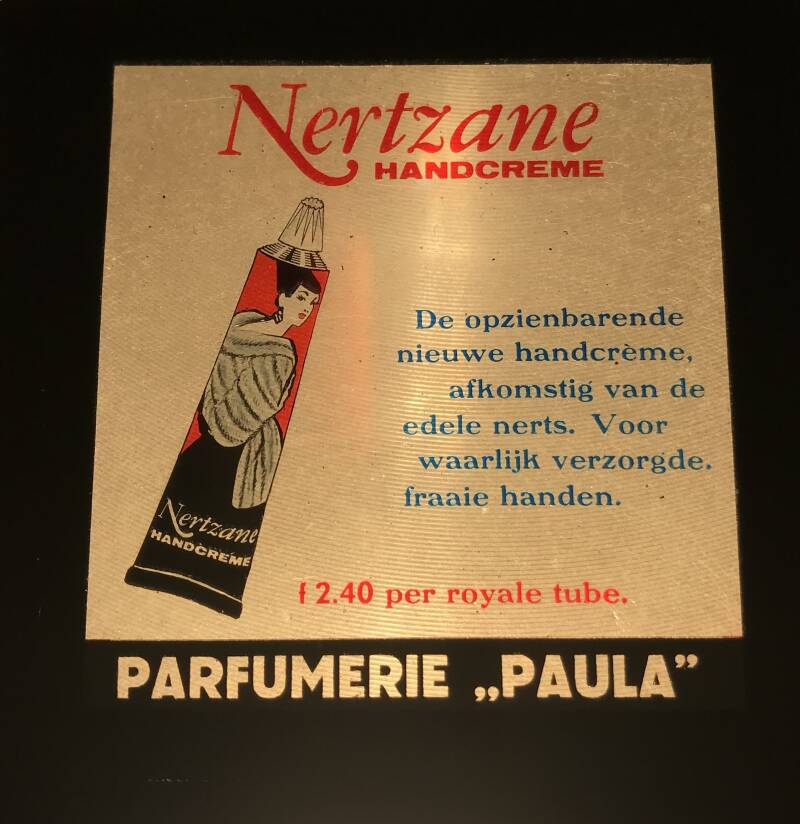 Nertzane
HANDCREME
De opzienbarende
nieuwe handcrème,
afkomstig van de
edele nerts. Voor
waarlijk verzorgde.
fraaie handen.
Nertzane
HANDCREME
f 2.40 per royale tube.
PARFUMERIE „PAULA”